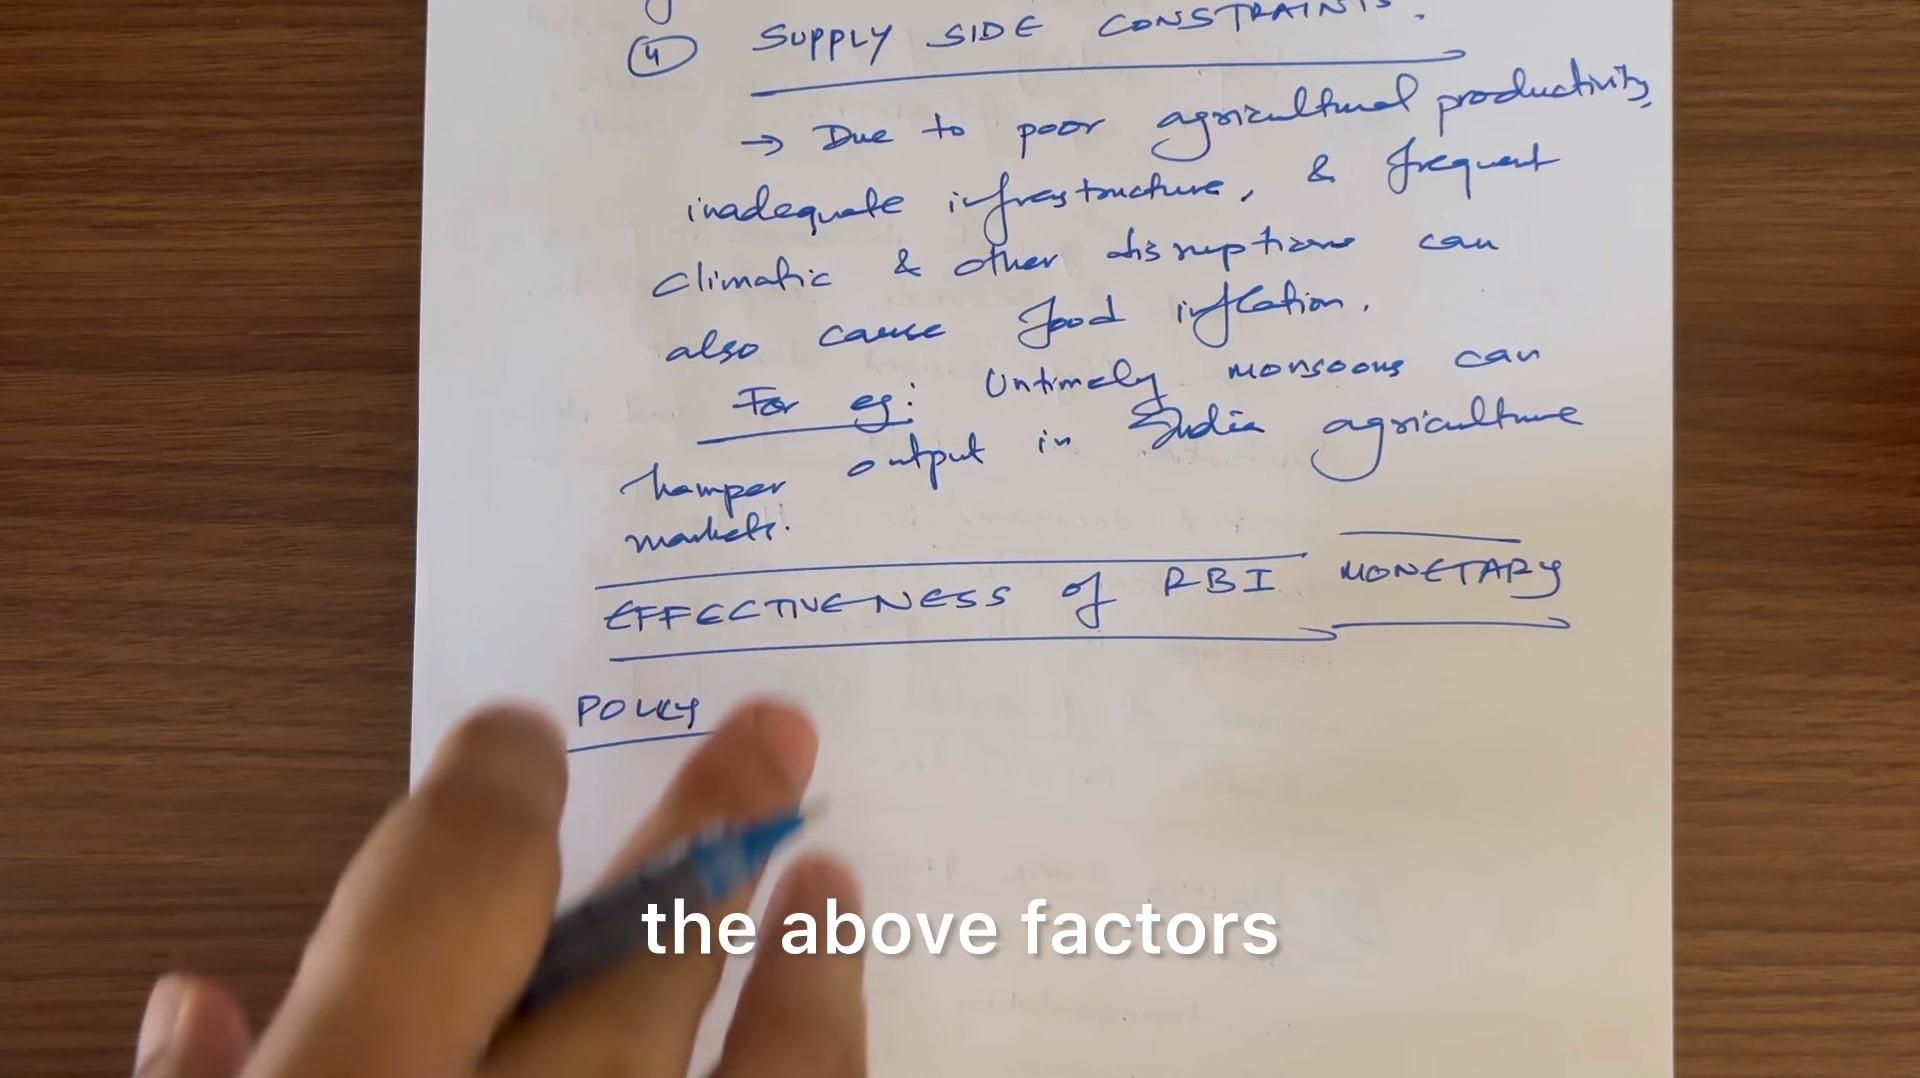 ④ SUPPLY SIDE CONSTRAINTS.
→ Due to poor agricultural productivity,
inadequate infrastructure, & frequent
climatic & other disruptions can
also cause food inflation.
For eg: Untimely monsoons can
hamper output in India agriculture
markets.
EFFECTIVENESS of RBI MONETARY
POLICY
the above factors